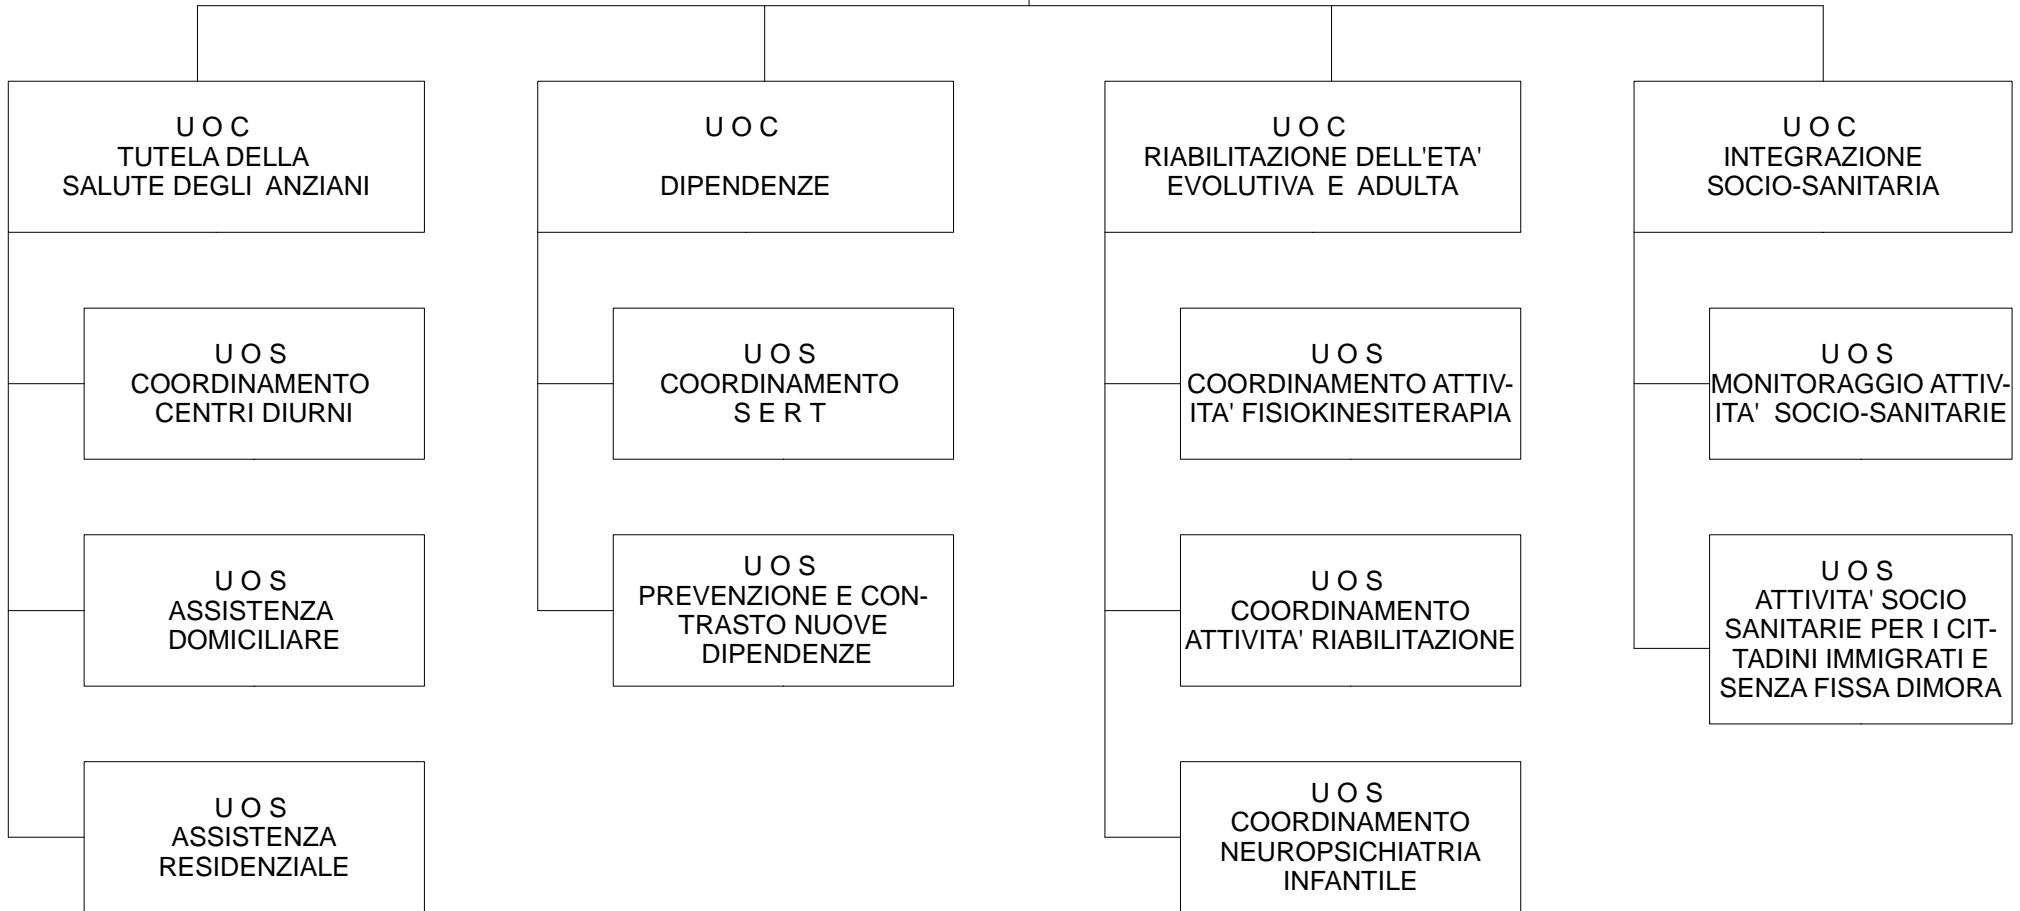 U O C
TUTELA DELLA
SALUTE DEGLI  ANZIANI
U O C
DIPENDENZE
U O C
RIABILITAZIONE DELL'ETA'
EVOLUTIVA  E  ADULTA
U O C
INTEGRAZIONE
SOCIO-SANITARIA
U O S
COORDINAMENTO
CENTRI DIURNI
U O S
COORDINAMENTO
S E R T
U O S
COORDINAMENTO ATTIV-
ITA' FISIOKINESITERAPIA
U O S
MONITORAGGIO ATTIV-
ITA'  SOCIO-SANITARIE
U O S
ASSISTENZA
DOMICILIARE
U O S
PREVENZIONE E CON-
TRASTO NUOVE
DIPENDENZE
U O S
COORDINAMENTO
ATTIVITA' RIABILITAZIONE
U O S
ATTIVITA' SOCIO
SANITARIE PER I CIT-
TADINI IMMIGRATI E
SENZA FISSA DIMORA
U O S
ASSISTENZA
RESIDENZIALE
U O S
COORDINAMENTO
NEUROPSICHIATRIA
INFANTILE